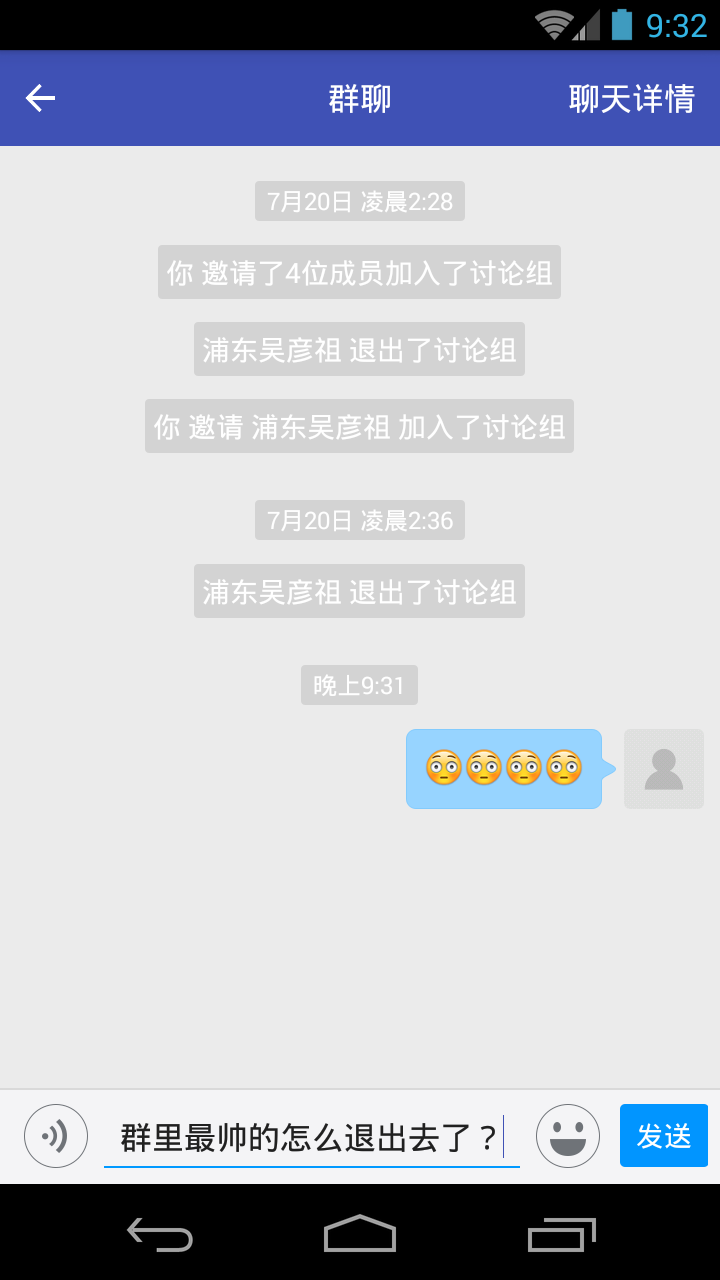 9:32
群聊
聊天详情
7月20日 凌晨2:28
你 邀请了4位成员加入了讨论组
浦东吴彦祖 退出了讨论组
你 邀请 浦东吴彦祖 加入了讨论组
7月20日 凌晨2:36
浦东吴彦祖 退出了讨论组
晚上9:31
😳😳😳😳
群里最帅的怎么退出去了？
发送